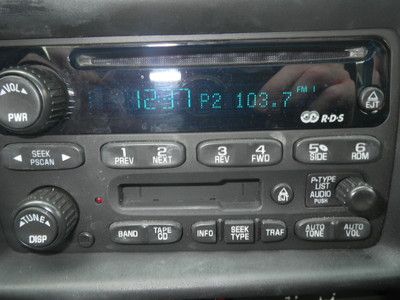 12:37 P2 103.7 FM 1
VOL
PWR
EJT
R·D·S
SEEK
PSCAN
1 PREV
2 NEXT
3 REV
4 FWD
5 SIDE
6 RDM
P-TYPE
LIST
AUDIO
PUSH
TUNE
DISP
EJT
BAND
TAPE
CD
INFO
SEEK
TYPE
TRAF
AUTO
TONE
AUTO
VOL